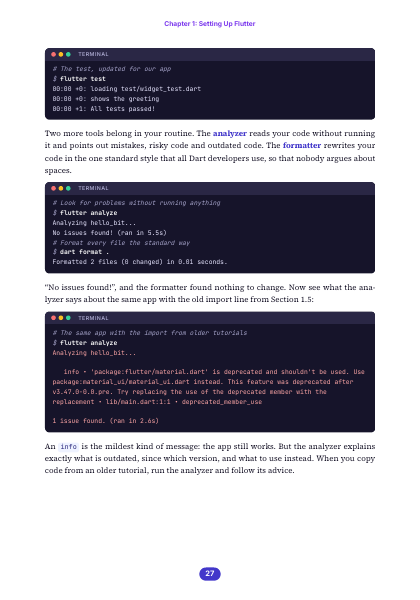 Chapter 1: Setting Up Flutter
TERMINAL
# The test, updated for our app
$ flutter test
00:00 +0: loading test/widget_test.dart
00:00 +0: shows the greeting
00:00 +1: All tests passed!
Two more tools belong in your routine. The analyzer reads your code without running
it and points out mistakes, risky code and outdated code. The formatter rewrites your
code in the one standard style that all Dart developers use, so that nobody argues about
spaces.
TERMINAL
# Look for problems without running anything
$ flutter analyze
Analyzing hello_bit...
No issues found! (ran in 5.5s)
# Format every file the standard way
$ dart format .
Formatted 2 files (0 changed) in 0.01 seconds.
“No issues found!”, and the formatter found nothing to change. Now see what the ana-
lyzer says about the same app with the old import line from Section 1.5:
TERMINAL
# The same app with the import from older tutorials
$ flutter analyze
Analyzing hello_bit...
info • 'package:flutter/material.dart' is deprecated and shouldn't be used. Use
package:material_ui/material_ui.dart instead. This feature was deprecated after
v3.47.0-0.0.pre. Try replacing the use of the deprecated member with the
replacement • lib/main.dart:1:1 • deprecated_member_use
1 issue found. (ran in 2.6s)
An info is the mildest kind of message: the app still works. But the analyzer explains
exactly what is outdated, since which version, and what to use instead. When you copy
code from an older tutorial, run the analyzer and follow its advice.
27